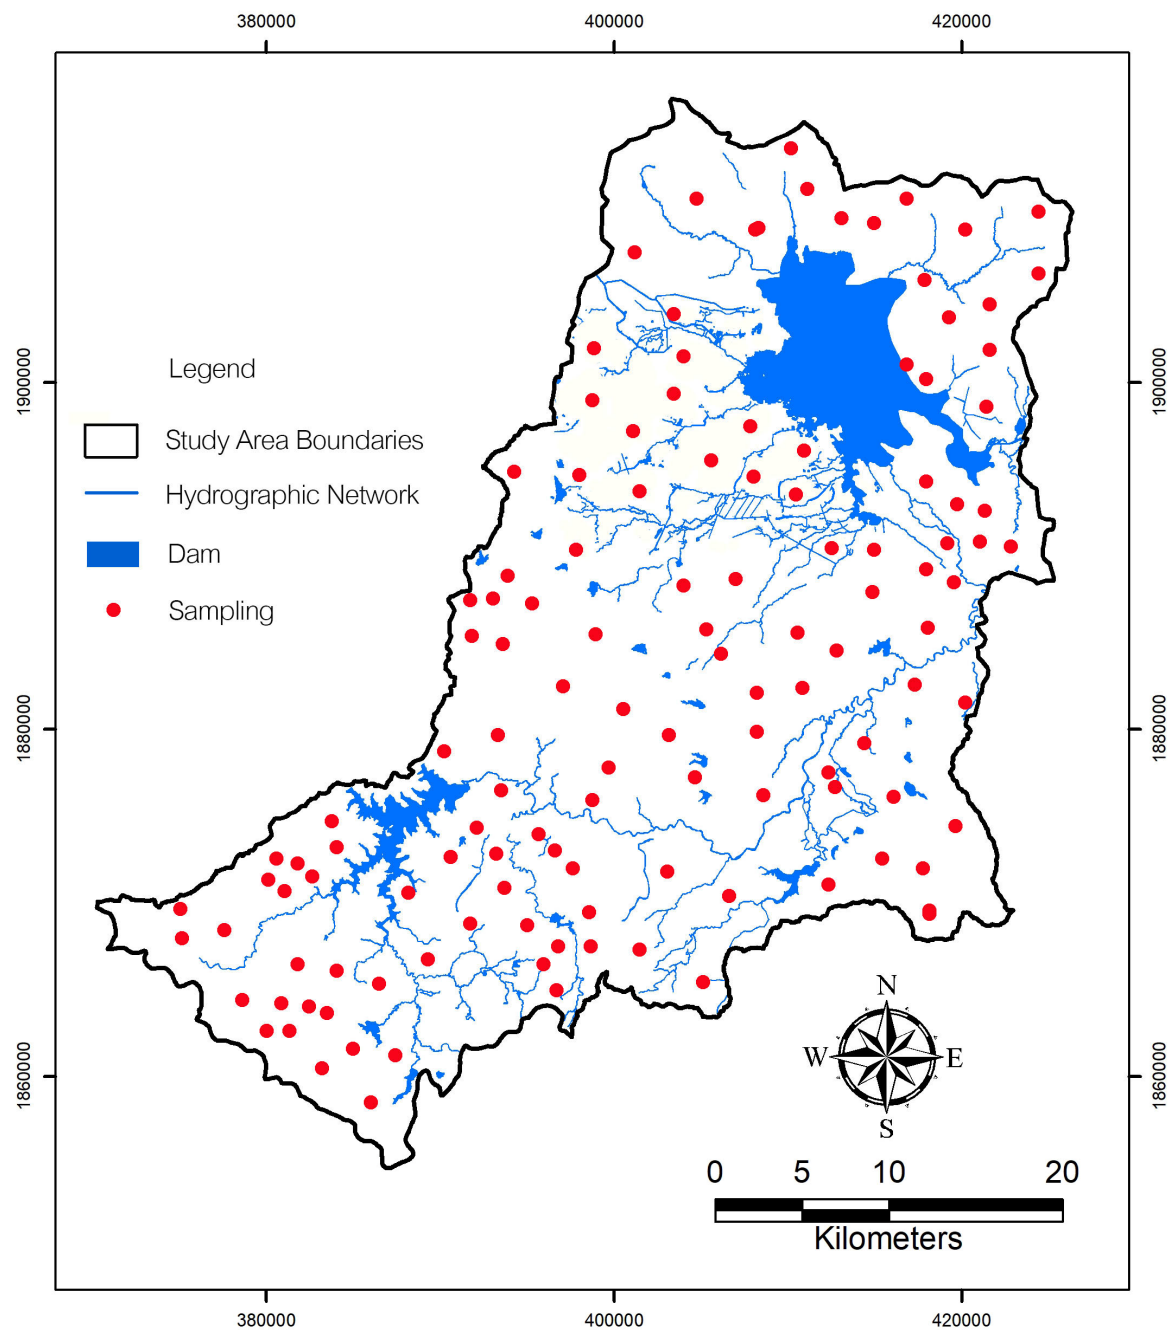 380000 400000 420000
1900000 1900000
Legend
Study Area Boundaries
Hydrographic Network
Dam
Sampling
1880000 1880000
N
W E
S
1860000 1860000
0 5 10 20
Kilometers
380000 400000 420000